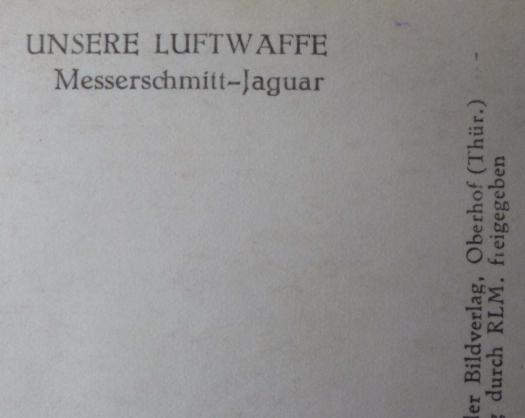 UNSERE LUFTWAFFE
Messerschmitt-Jaguar
Bildverlag, Oberhof (Thür.)
durch RLM. freigegeben